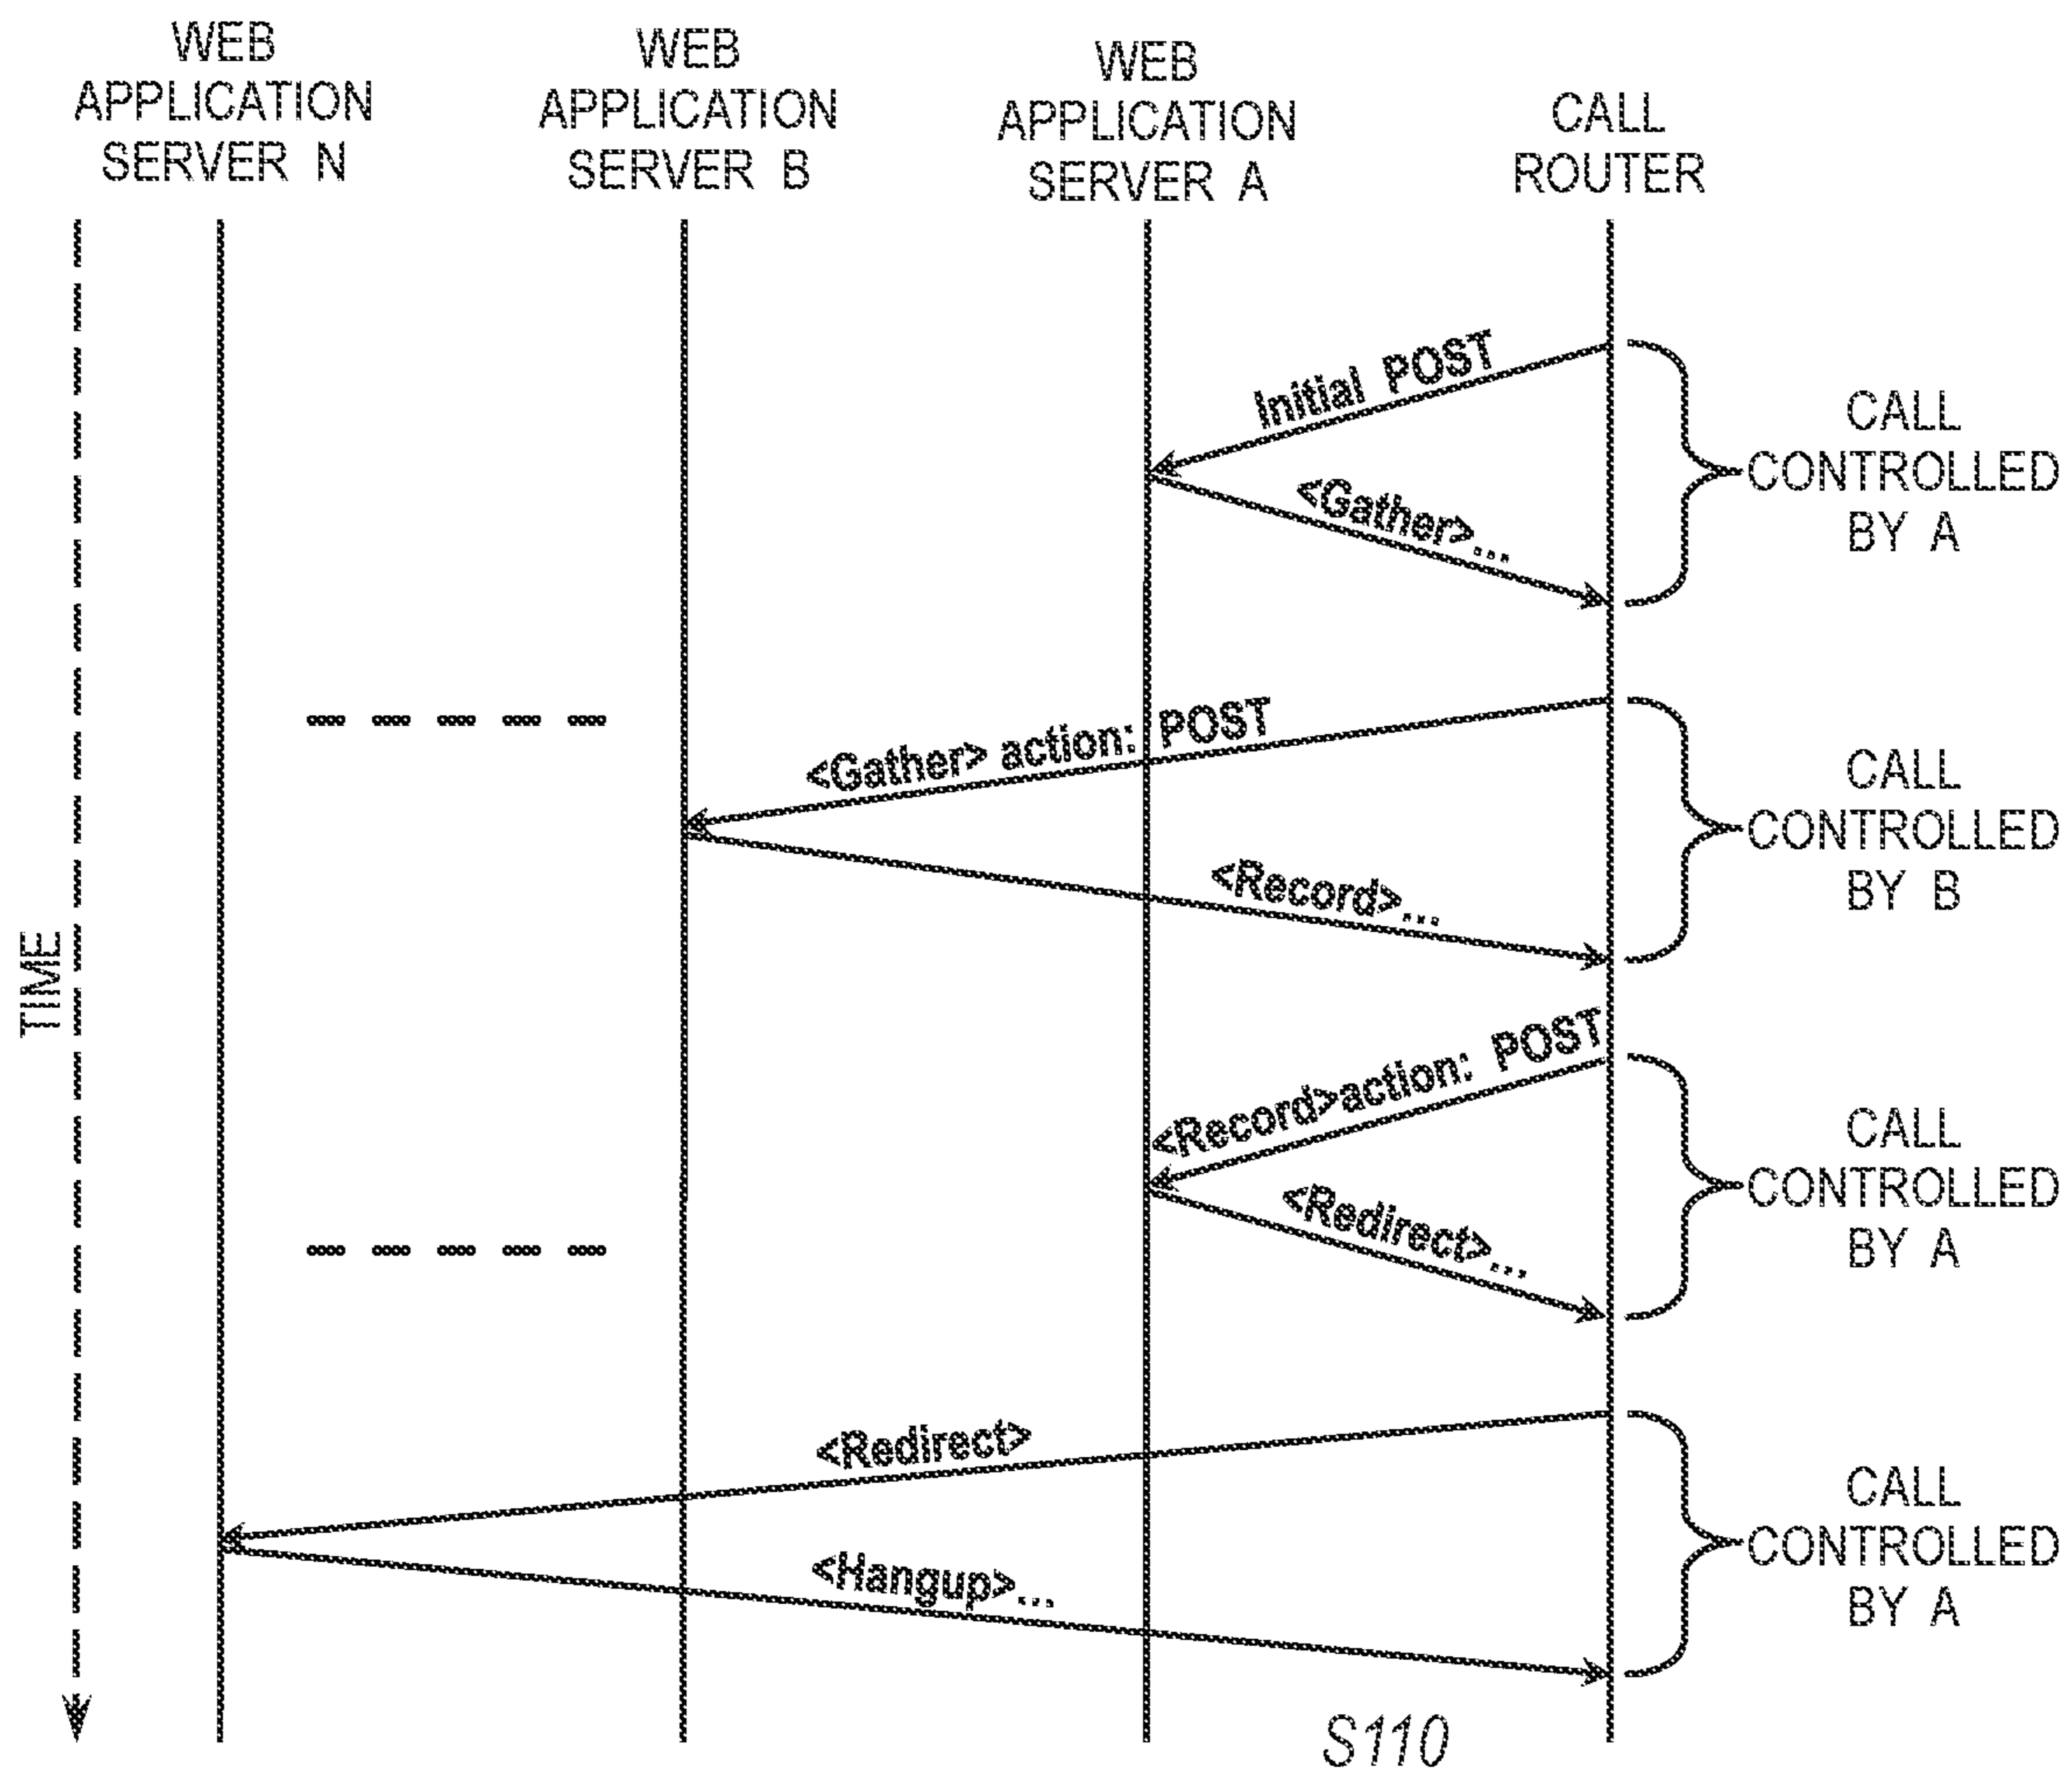 WEB
APPLICATION
SERVER N
WEB
APPLICATION
SERVER B
WEB
APPLICATION
SERVER A
CALL
ROUTER
TIME
Initial POST
<Gather>...
CALL
CONTROLLED
BY A
<Gather> action: POST
<Record>...
CALL
CONTROLLED
BY B
<Record>action: POST
<Redirect>...
CALL
CONTROLLED
BY A
<Redirect>
<Hangup>...
CALL
CONTROLLED
BY A
S110